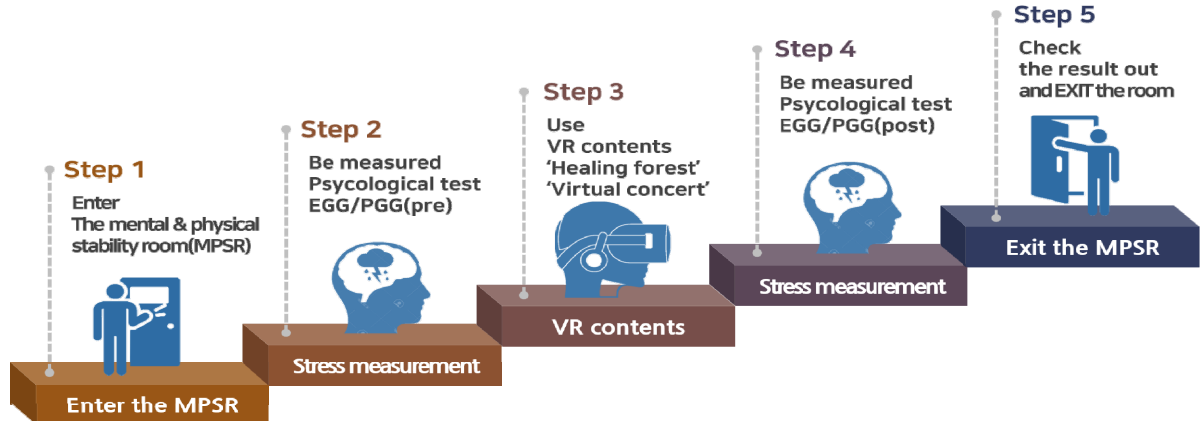 Step 1
Enter
The mental & physical
stability room(MPSR)
Enter the MPSR
Step 2
Be measured
Psycological test
EGG/PGG(pre)
Stress measurement
Step 3
Use
VR contents
‘Healing forest’
‘Virtual concert’
VR contents
Step 4
Be measured
Psycological test
EGG/PGG(post)
Stress measurement
Step 5
Check
the result out
and EXIT the room
Exit the MPSR